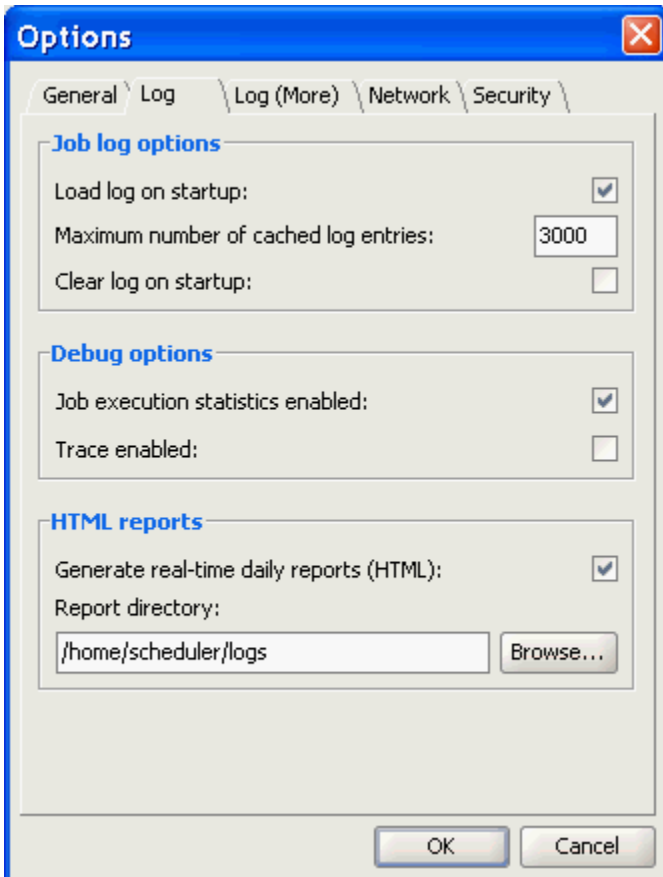 Options
General Log Log (More) Network Security
Job log options
Load log on startup:
Maximum number of cached log entries: 3000
Clear log on startup:
Debug options
Job execution statistics enabled:
Trace enabled:
HTML reports
Generate real-time daily reports (HTML):
Report directory:
/home/scheduler/logs Browse...
OK Cancel